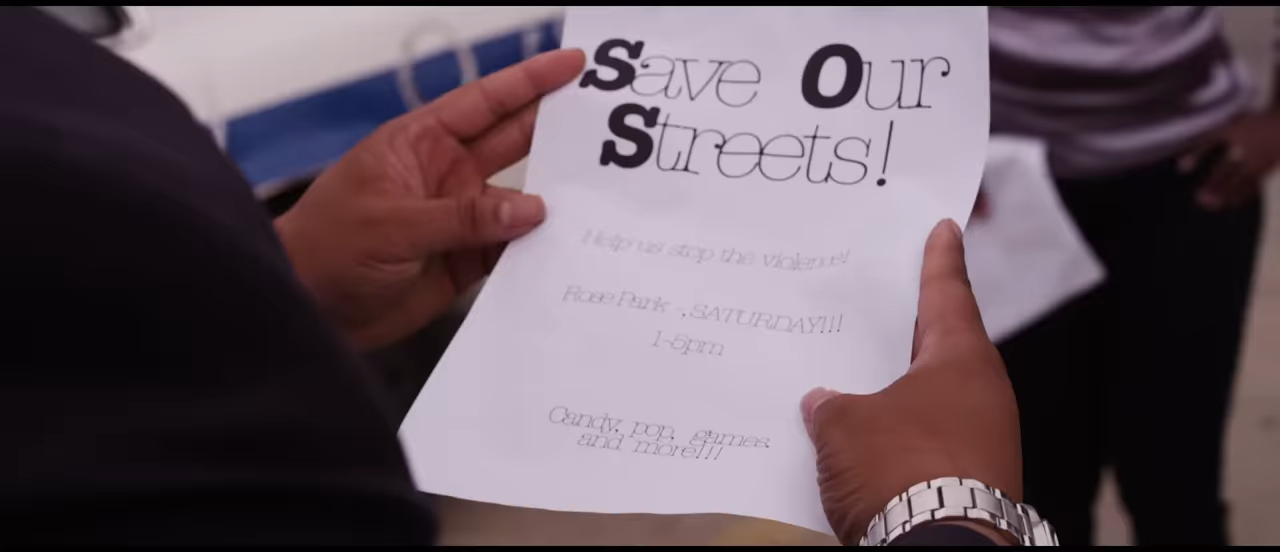 Save Our
Streets!
Help us stop the violence!
Rose Park -, SATURDAY!!!
1-5pm
Candy, pop, games
and more!!!